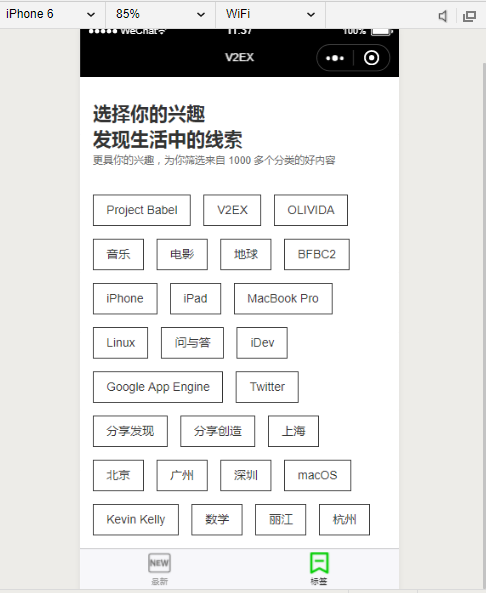 iPhone 6 85% WiFi
WeChat 11:37 100%
V2EX
选择你的兴趣
发现生活中的线索
更具你的兴趣，为你筛选来自 1000 多个分类的好内容
Project Babel V2EX OLIVIDA
音乐 电影 地球 BFBC2
iPhone iPad MacBook Pro
Linux 问与答 iDev
Google App Engine Twitter
分享发现 分享创造 上海
北京 广州 深圳 macOS
Kevin Kelly 数学 丽江 杭州
NEW
最新 标签